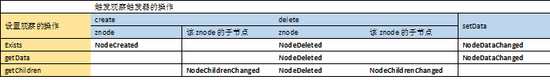 触发观察触发器的操作
设置观察的操作 create delete setData
znode 该 znode 的子节点 znode 该 znode 的子节点
Exists NodeCreated NodeDeleted NodeDataChanged
getData NodeDeleted NodeDataChanged
getChildren NodeChildrenChanged NodeDeleted NodeChildrenChanged